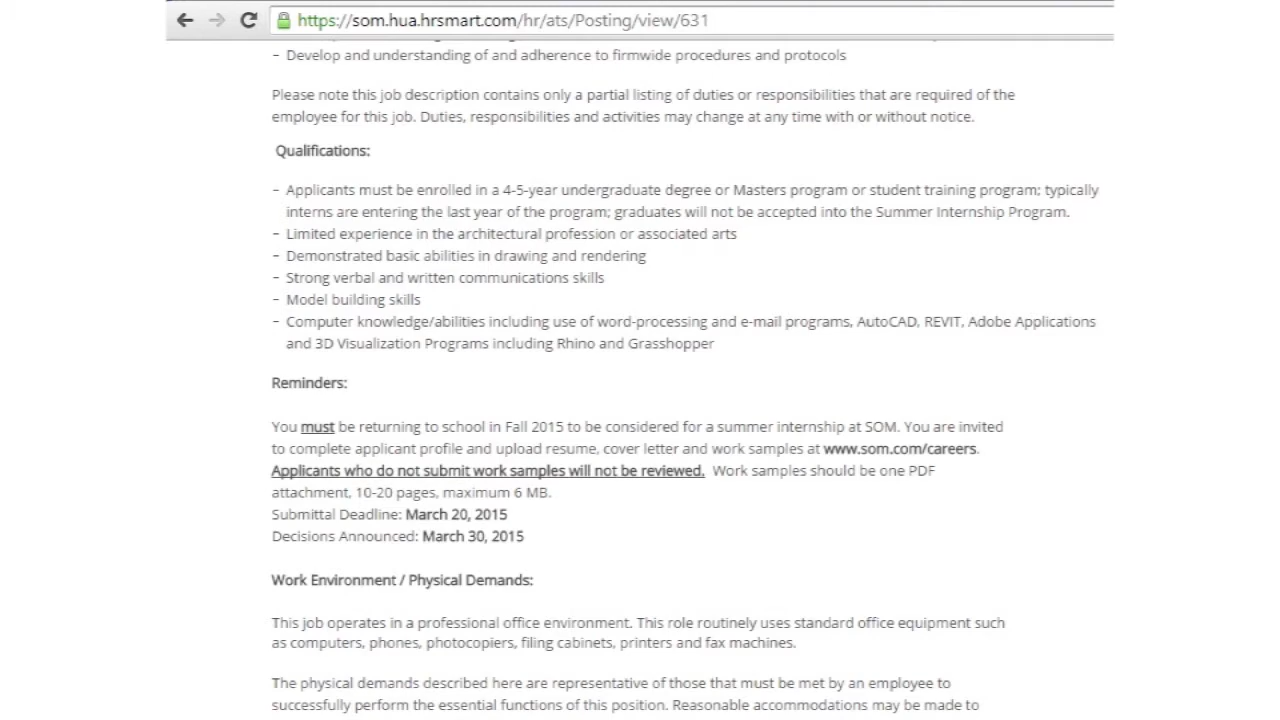 https://som.hua.hrsmart.com/hr/ats/Posting/view/631
- Develop and understanding of and adherence to firmwide procedures and protocols
Please note this job description contains only a partial listing of duties or responsibilities that are required of the
employee for this job. Duties, responsibilities and activities may change at any time with or without notice.
Qualifications:
- Applicants must be enrolled in a 4-5-year undergraduate degree or Masters program or student training program; typically
interns are entering the last year of the program; graduates will not be accepted into the Summer Internship Program.
- Limited experience in the architectural profession or associated arts
- Demonstrated basic abilities in drawing and rendering
- Strong verbal and written communications skills
- Model building skills
- Computer knowledge/abilities including use of word-processing and e-mail programs, AutoCAD, REVIT, Adobe Applications
and 3D Visualization Programs including Rhino and Grasshopper
Reminders:
You must be returning to school in Fall 2015 to be considered for a summer internship at SOM. You are invited
to complete applicant profile and upload resume, cover letter and work samples at www.som.com/careers.
Applicants who do not submit work samples will not be reviewed. Work samples should be one PDF
attachment, 10-20 pages, maximum 6 MB.
Submittal Deadline: March 20, 2015
Decisions Announced: March 30, 2015
Work Environment / Physical Demands:
This job operates in a professional office environment. This role routinely uses standard office equipment such
as computers, phones, photocopiers, filing cabinets, printers and fax machines.
The physical demands described here are representative of those that must be met by an employee to
successfully perform the essential functions of this position. Reasonable accommodations may be made to